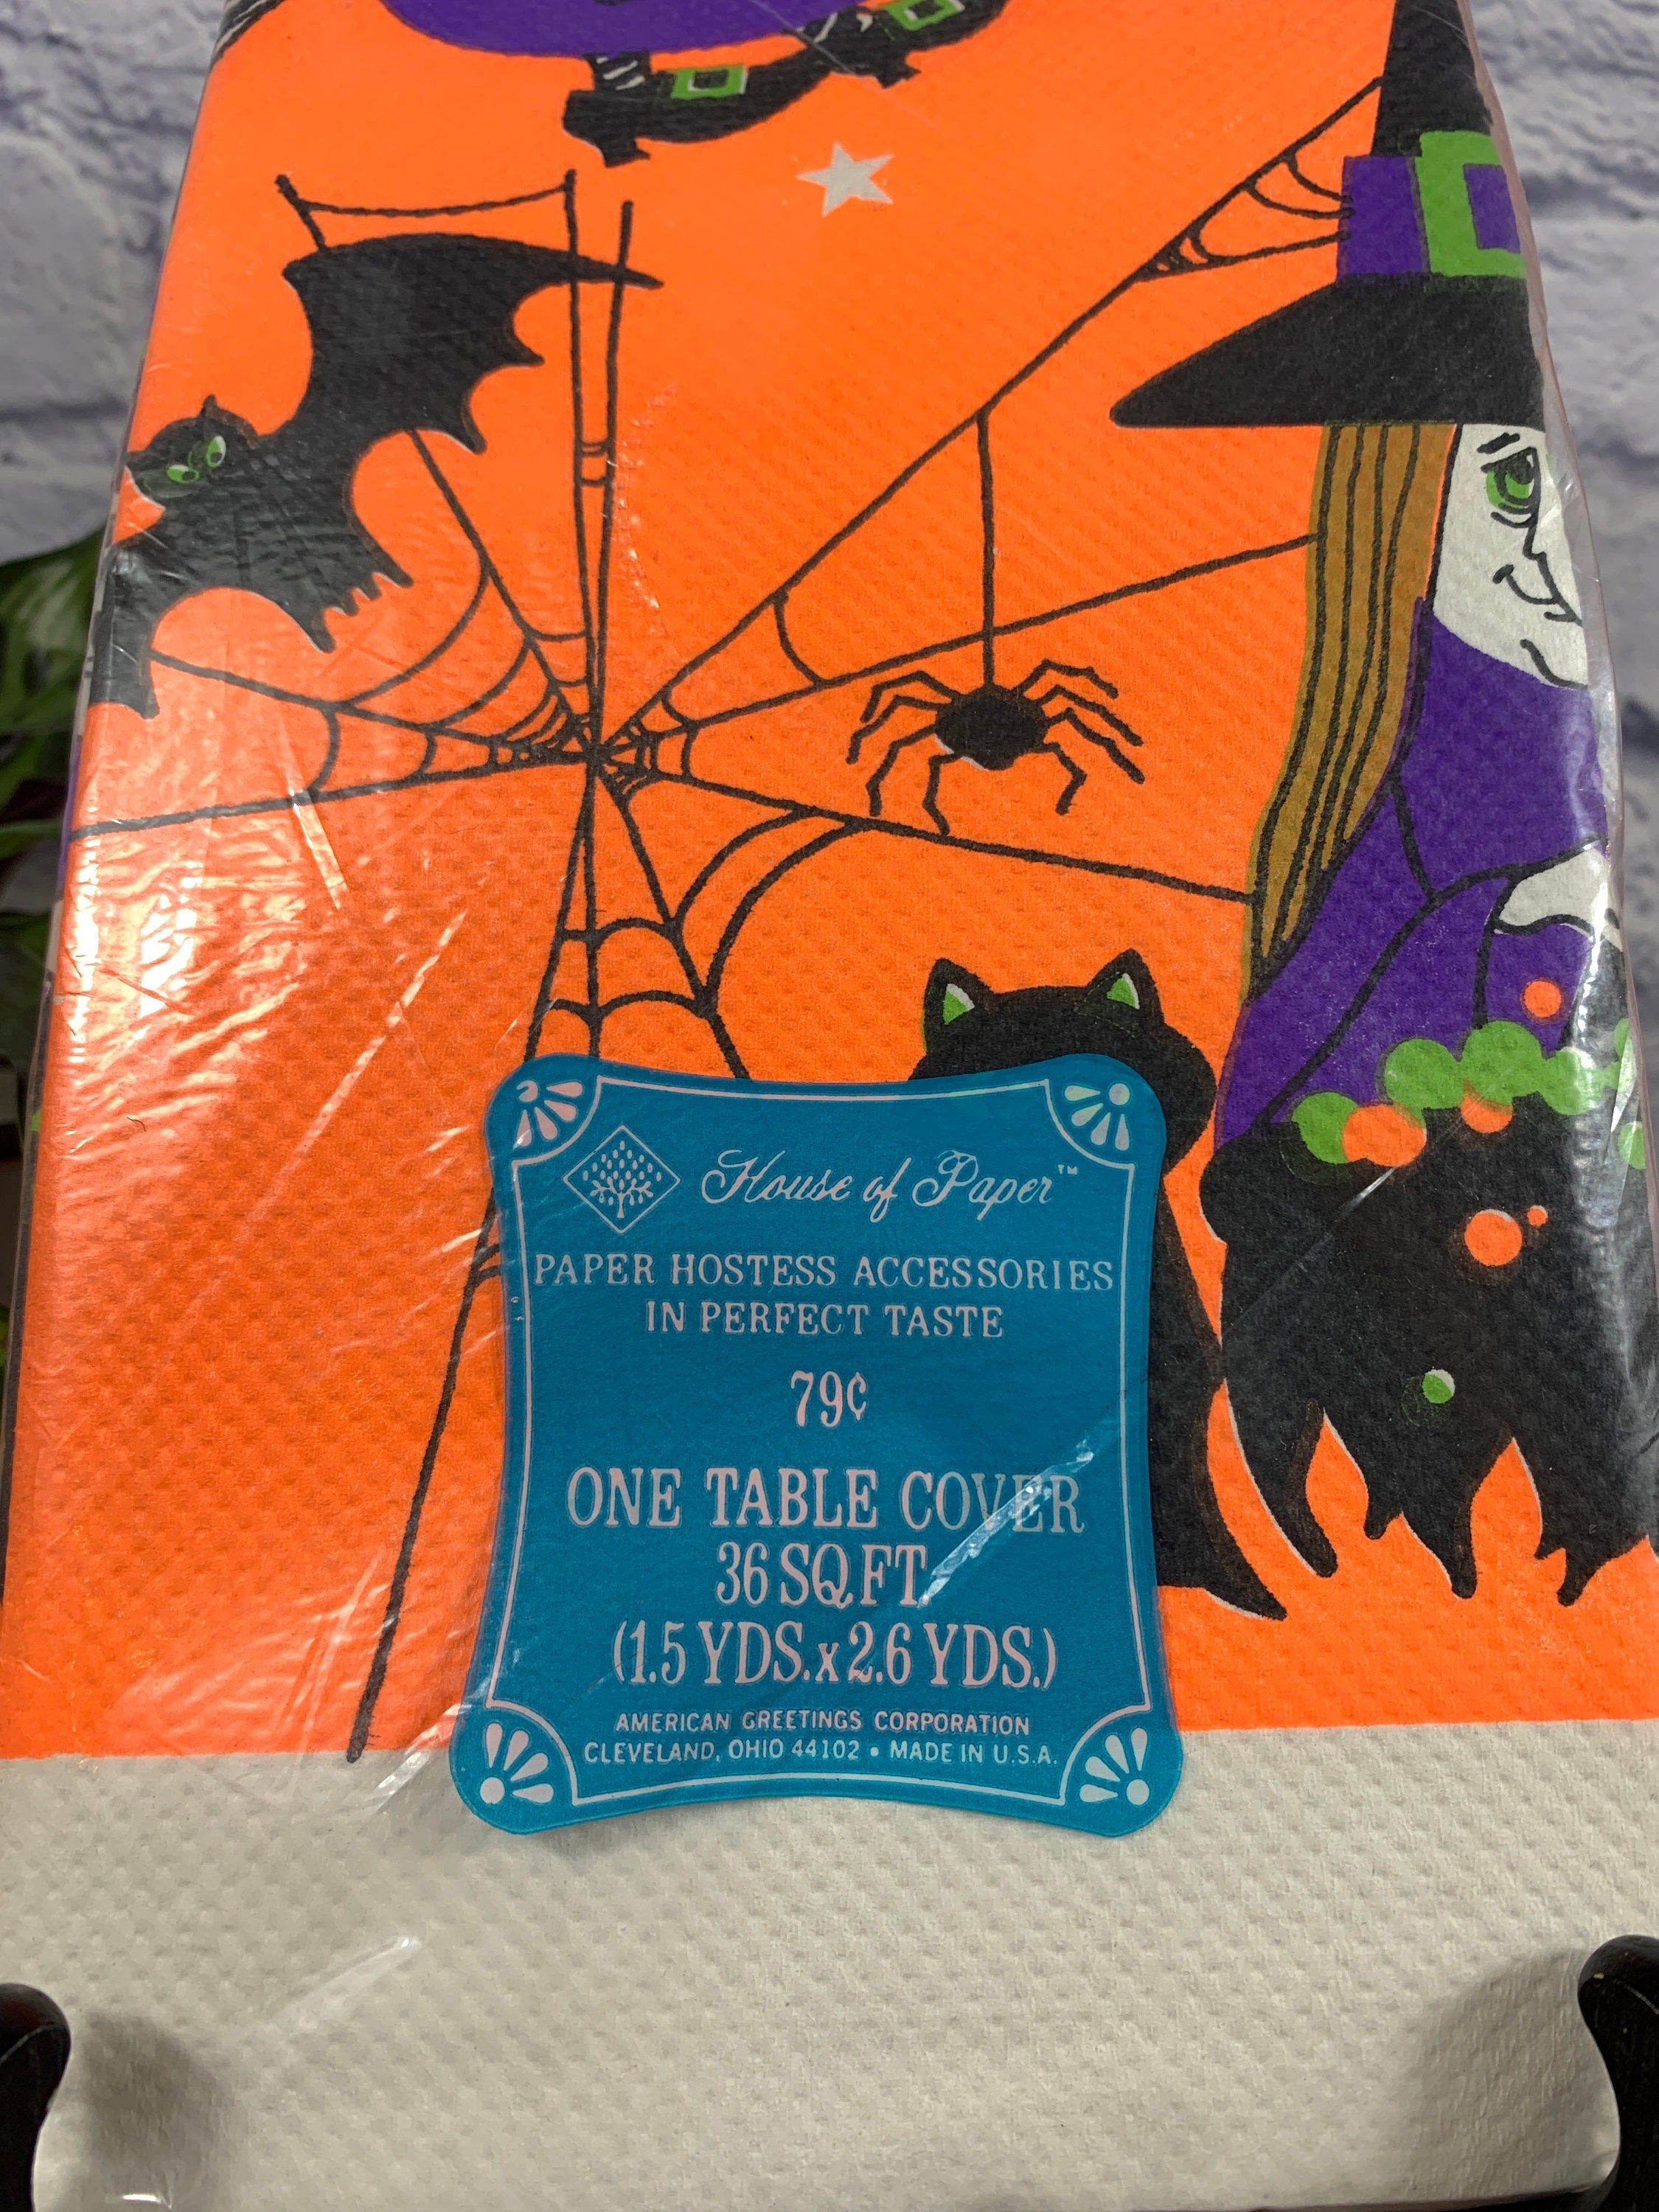 House of Paper™
PAPER HOSTESS ACCESSORIES
IN PERFECT TASTE
79¢
ONE TABLE COVER
36 SQ. FT.
(1.5 YDS. x 2.6 YDS.)
AMERICAN GREETINGS CORPORATION
CLEVELAND, OHIO 44102 • MADE IN U.S.A.